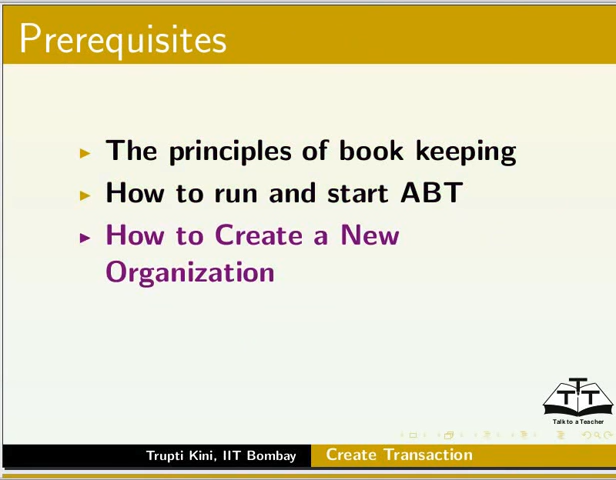 Prerequisites
The principles of book keeping
How to run and start ABT
How to Create a New
Organization
T
T T
Talk to a Teacher
Trupti Kini, IIT Bombay
Create Transaction